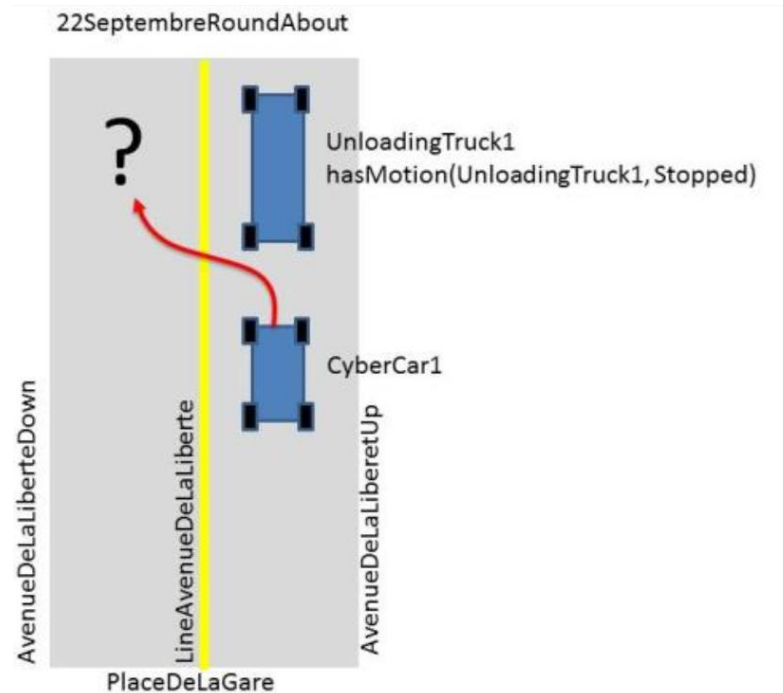 22SeptembreRoundAbout
?
UnloadingTruck1
hasMotion(UnloadingTruck1, Stopped)
CyberCar1
AvenueDeLaLiberteDown
LineAvenueDeLaLiberte
AvenueDeLaLiberetUp
PlaceDeLaGare